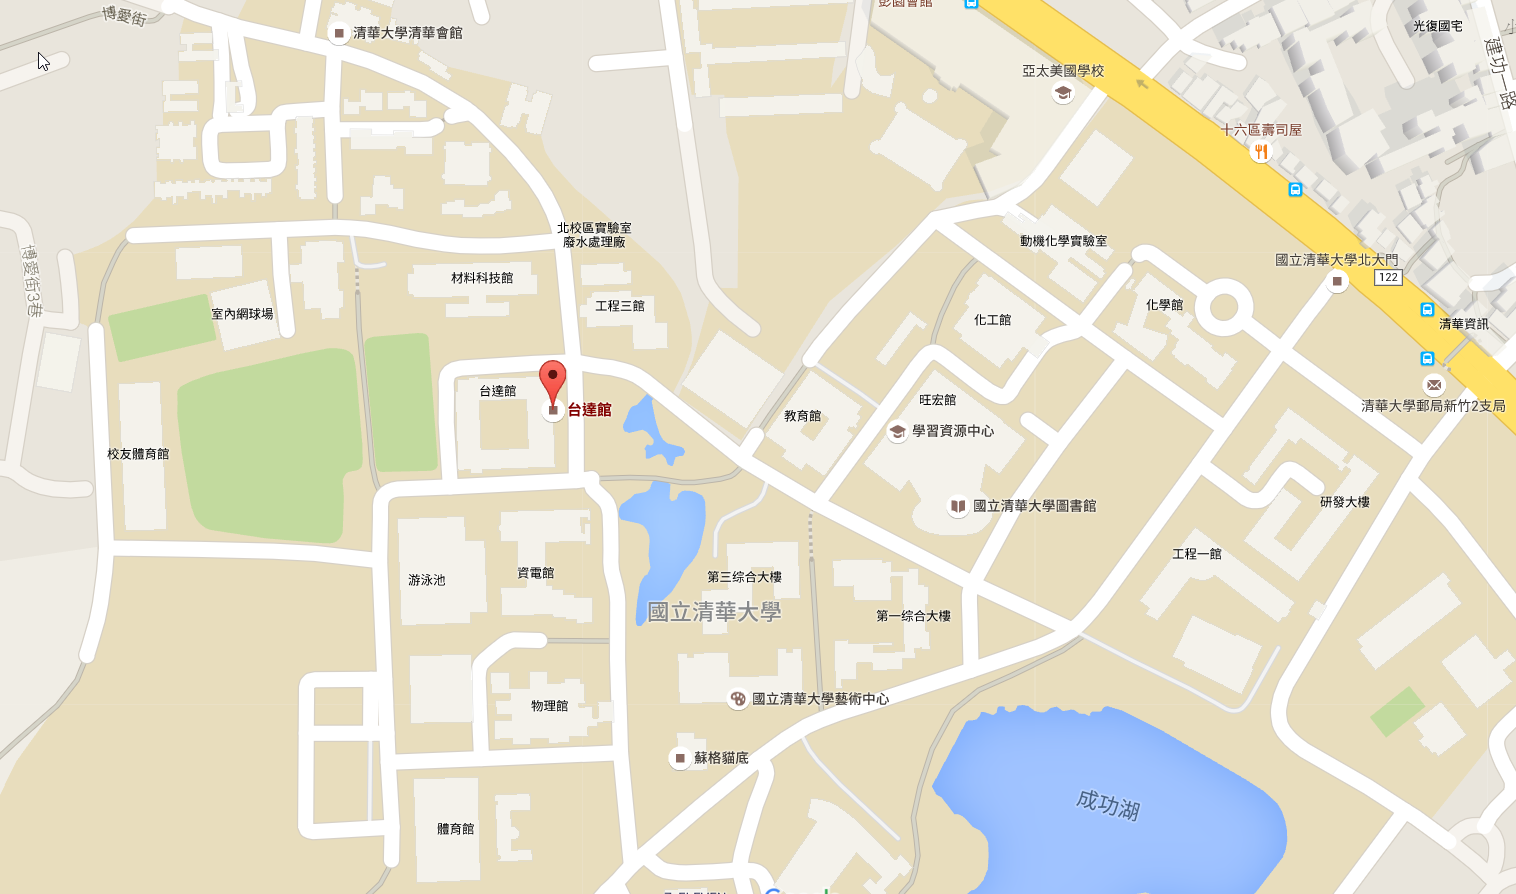 博愛街
清華大學清華會館
彭園會館
光復國宅
建功一路
亞太美國學校
十六區壽司屋
北校區實驗室
廢水處理廠
動機化學實驗室
國立清華大學北大門
122
博愛街3巷
材料科技館
室內網球場
工程三館
化工館
化學館
清華資訊
台達館
台達館
旺宏館
教育館
學習資源中心
清華大學郵局新竹2支局
校友體育館
國立清華大學圖書館
研發大樓
工程一館
游泳池
資電館
第三综合大樓
國立清華大學
第一综合大樓
國立清華大學藝術中心
物理館
蘇格貓底
成功湖
體育館